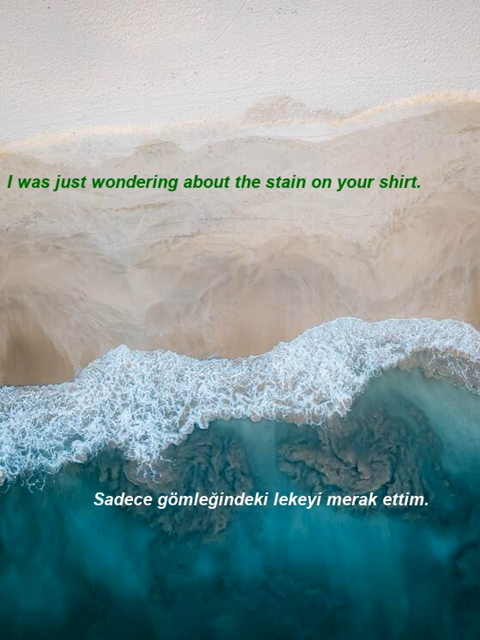 I was just wondering about the stain on your shirt.
Sadece gömleğindeki lekeyi merak ettim.